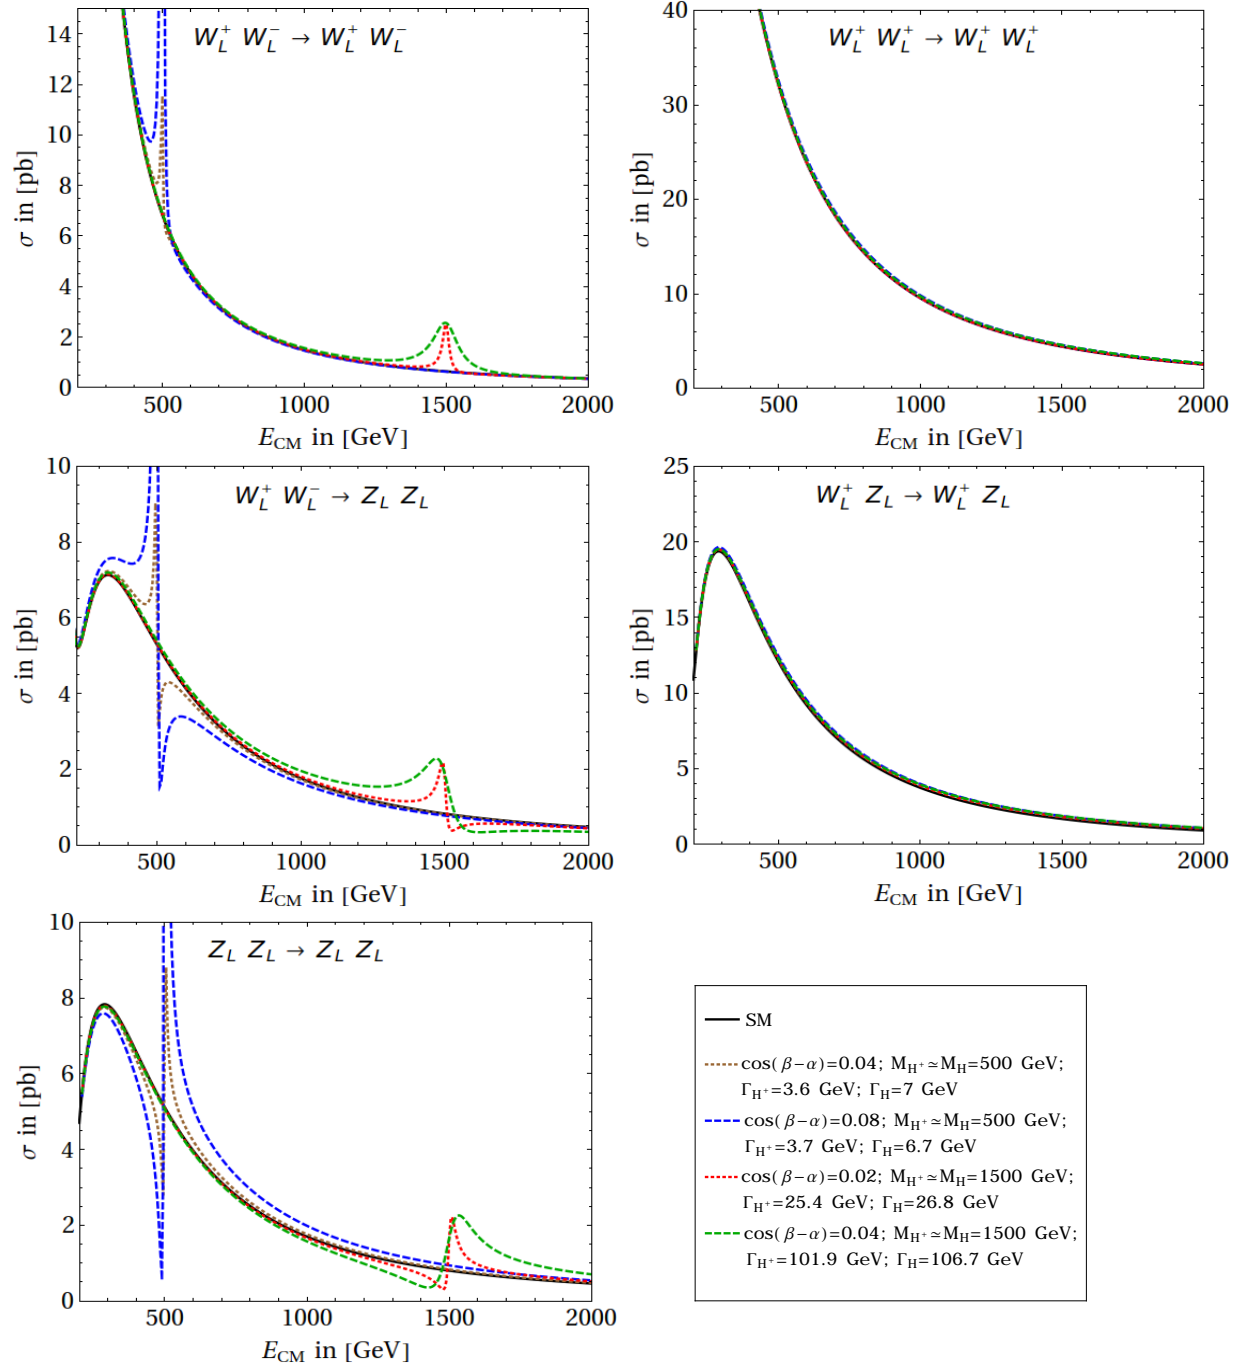 W_L^+ W_L^- → W_L^+ W_L^-
σ in [pb]
14
12
10
8
6
4
2
0
500
1000
1500
2000
E_CM in [GeV]
W_L^+ W_L^+ → W_L^+ W_L^+
σ in [pb]
40
30
20
10
0
500
1000
1500
2000
E_CM in [GeV]
W_L^+ W_L^- → Z_L Z_L
σ in [pb]
10
8
6
4
2
0
500
1000
1500
2000
E_CM in [GeV]
W_L^+ Z_L → W_L^+ Z_L
σ in [pb]
25
20
15
10
5
0
500
1000
1500
2000
E_CM in [GeV]
Z_L Z_L → Z_L Z_L
σ in [pb]
10
8
6
4
2
0
500
1000
1500
2000
E_CM in [GeV]
SM
cos(β-α)=0.04; M_H+≃M_H=500 GeV;
Γ_H+=3.6 GeV; Γ_H=7 GeV
cos(β-α)=0.08; M_H+≃M_H=500 GeV;
Γ_H+=3.7 GeV; Γ_H=6.7 GeV
cos(β-α)=0.02; M_H+≃M_H=1500 GeV;
Γ_H+=25.4 GeV; Γ_H=26.8 GeV
cos(β-α)=0.04; M_H+≃M_H=1500 GeV;
Γ_H+=101.9 GeV; Γ_H=106.7 GeV